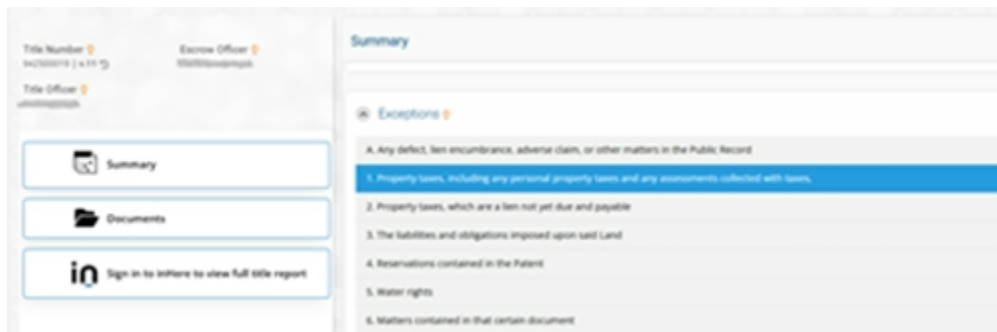 Title Number
Escrow Officer
Title Officer
Summary
Documents
in Sign in to inHere to view full title report
Summary
Exceptions
A. Any defect, lien encumbrance, adverse claim, or other matters in the Public Record
1. Property taxes, including any personal property taxes and any assessments collected with taxes,
2. Property taxes, which are a lien not yet due and payable
3. The liabilities and obligations imposed upon said Land
4. Reservations contained in the Patent
5. Water rights
6. Matters contained in that certain document